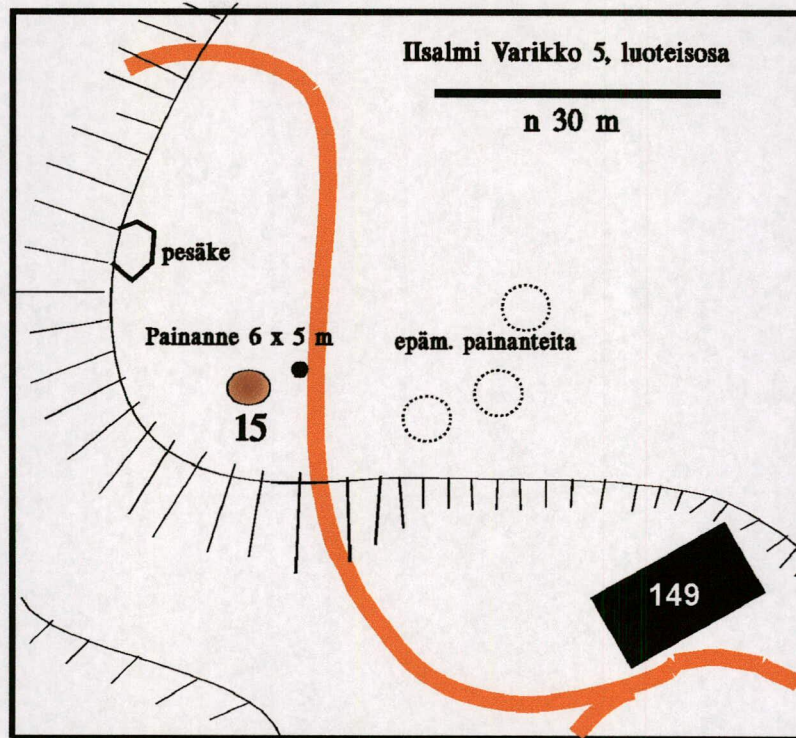 IIsalmi Varikko 5, luoteisosa
n 30 m
pesäke
Painanne 6 x 5 m
epäm. painanteita
15
149